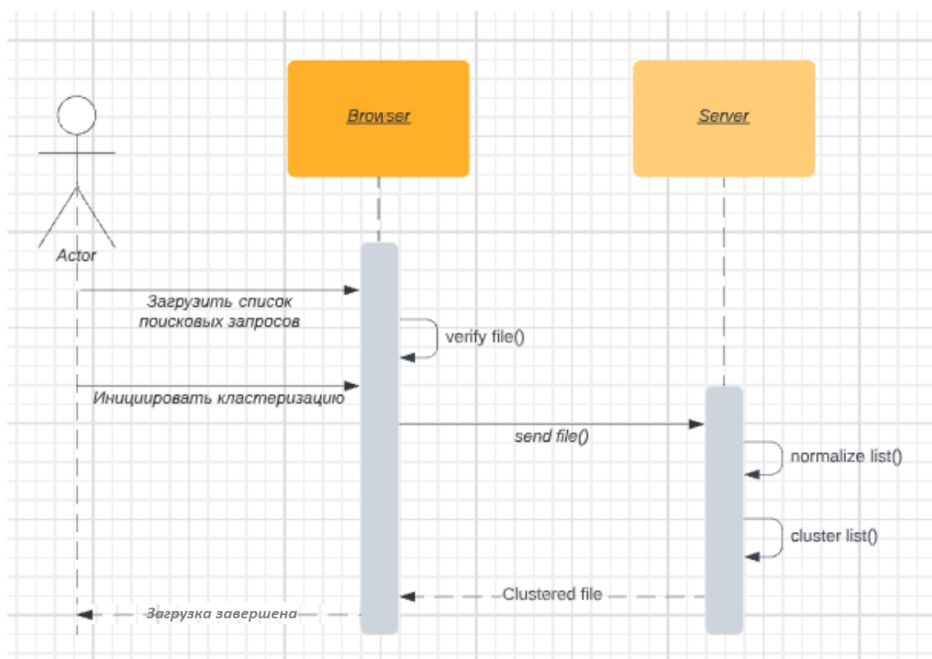 Browser
Server
Actor
Загрузить список
поисковых запросов
verify file()
Инициировать кластеризацию
send file()
normalize list()
cluster list()
Clustered file
Загрузка завершена